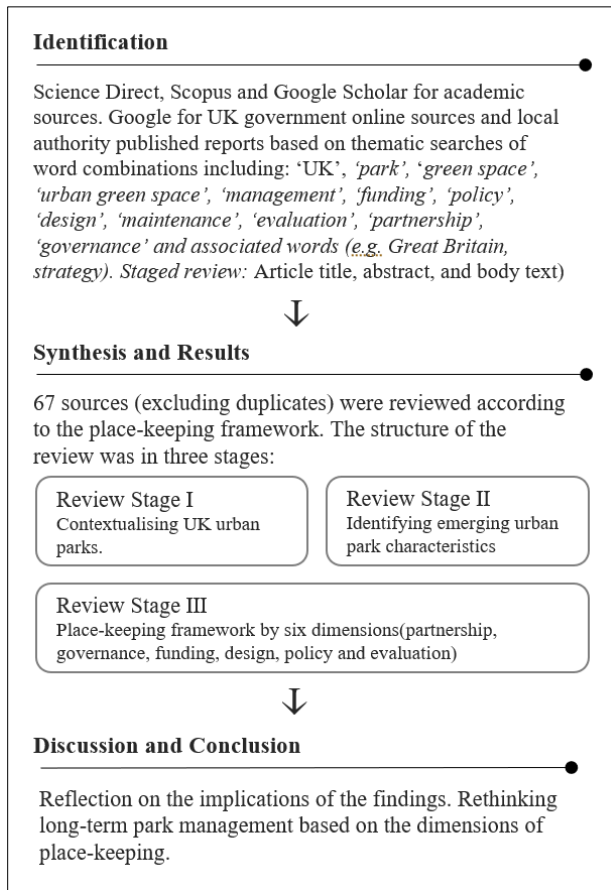 Identification
Science Direct, Scopus and Google Scholar for academic
sources. Google for UK government online sources and local
authority published reports based on thematic searches of
word combinations including: ‘UK’, ‘park’, ‘green space’,
‘urban green space’, ‘management’, ‘funding’, ‘policy’,
‘design’, ‘maintenance’, ‘evaluation’, ‘partnership’,
‘governance’ and associated words (e.g. Great Britain,
strategy). Staged review: Article title, abstract, and body text)
Synthesis and Results
67 sources (excluding duplicates) were reviewed according
to the place-keeping framework. The structure of the
review was in three stages:
Review Stage I
Contextualising UK urban
parks.
Review Stage II
Identifying emerging urban
park characteristics
Review Stage III
Place-keeping framework by six dimensions(partnership,
governance, funding, design, policy and evaluation)
Discussion and Conclusion
Reflection on the implications of the findings. Rethinking
long-term park management based on the dimensions of
place-keeping.